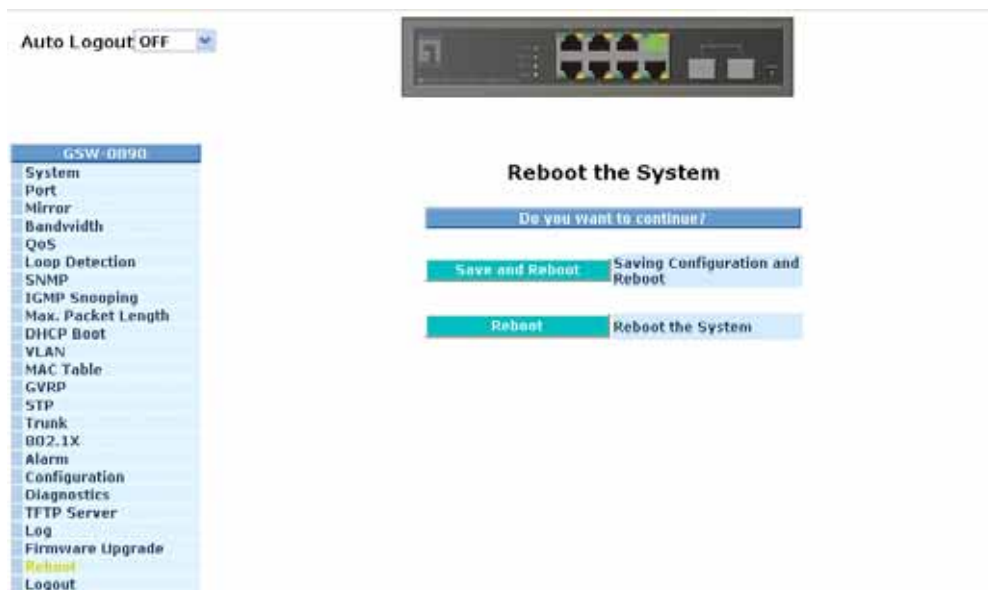 Auto Logout OFF
GSW-0890
System
Port
Mirror
Bandwidth
QoS
Loop Detection
SNMP
IGMP Snooping
Max. Packet Length
DHCP Boot
VLAN
MAC Table
GVRP
STP
Trunk
802.1X
Alarm
Configuration
Diagnostics
TFTP Server
Log
Firmware Upgrade
Reboot
Logout
Reboot the System
Do you want to continue?
Save and Reboot
Saving Configuration and
Reboot
Reboot
Reboot the System